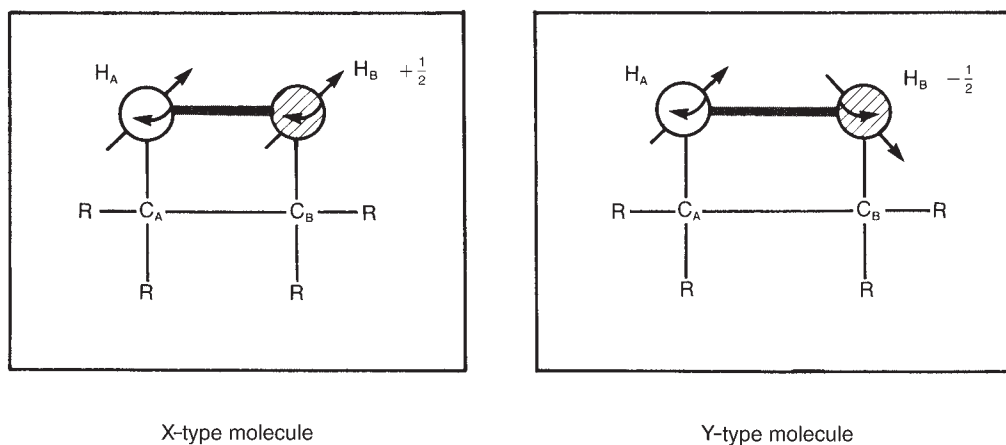 H_A H_B + 1/2
R C_A C_B R
R R
X-type molecule
H_A H_B - 1/2
R C_A C_B R
R R
Y-type molecule